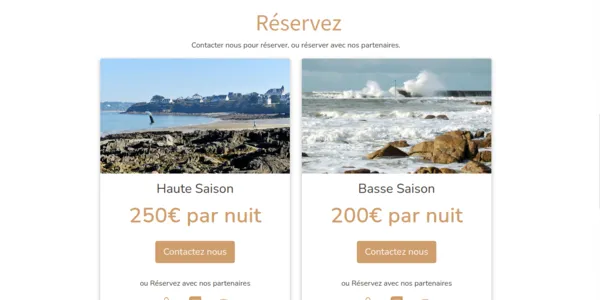 Réservez
Contacter nous pour réserver, ou réserver avec nos partenaires.
Haute Saison
250€ par nuit
Contactez nous
ou Réservez avec nos partenaires
Basse Saison
200€ par nuit
Contactez nous
ou Réservez avec nos partenaires